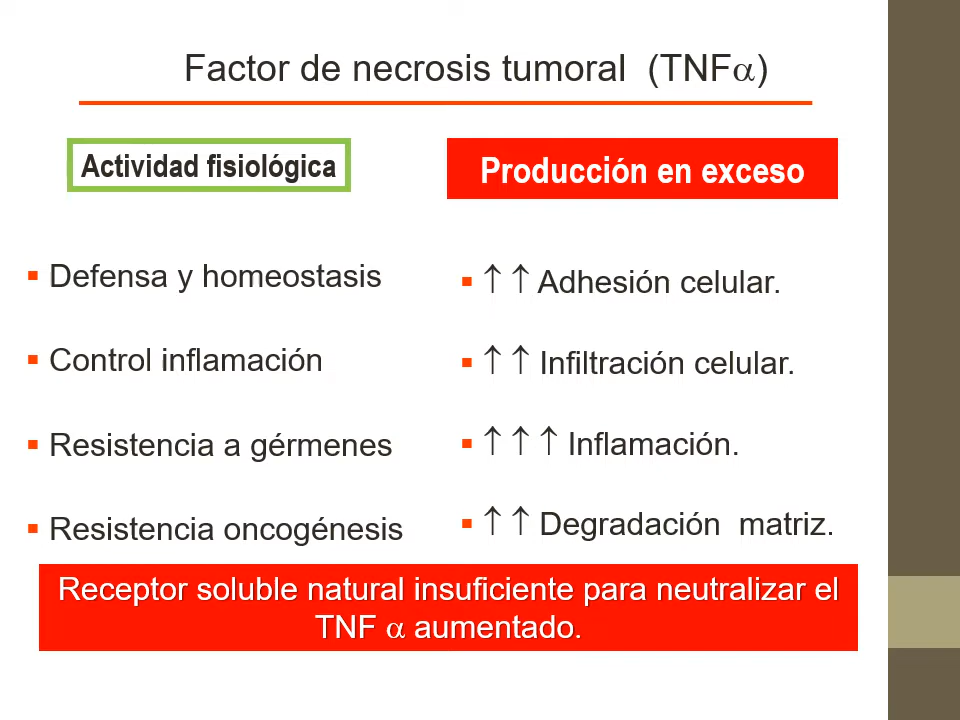 Factor de necrosis tumoral (TNFα)
Actividad fisiológica
▪ Defensa y homeostasis
▪ Control inflamación
▪ Resistencia a gérmenes
▪ Resistencia oncogénesis
Producción en exceso
▪ ↑ ↑ Adhesión celular.
▪ ↑ ↑ Infiltración celular.
▪ ↑ ↑ ↑ Inflamación.
▪ ↑ ↑ Degradación matriz.
Receptor soluble natural insuficiente para neutralizar el
TNF α aumentado.